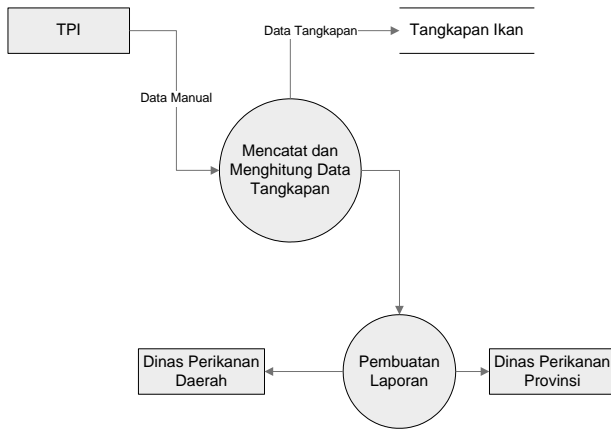 TPI
Data Tangkapan
Tangkapan Ikan
Data Manual
Mencatat dan
Menghitung Data
Tangkapan
Dinas Perikanan
Daerah
Pembuatan
Laporan
Dinas Perikanan
Provinsi